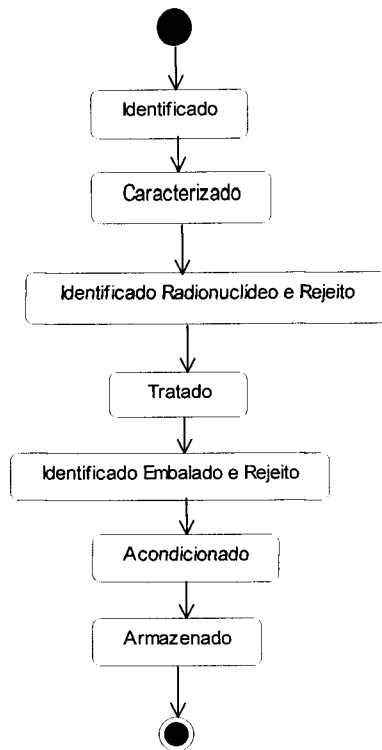 Identificado
Caracterizado
Identificado Radionuclídeo e Rejeito
Tratado
Identificado Embalado e Rejeito
Acondicionado
Armazenado